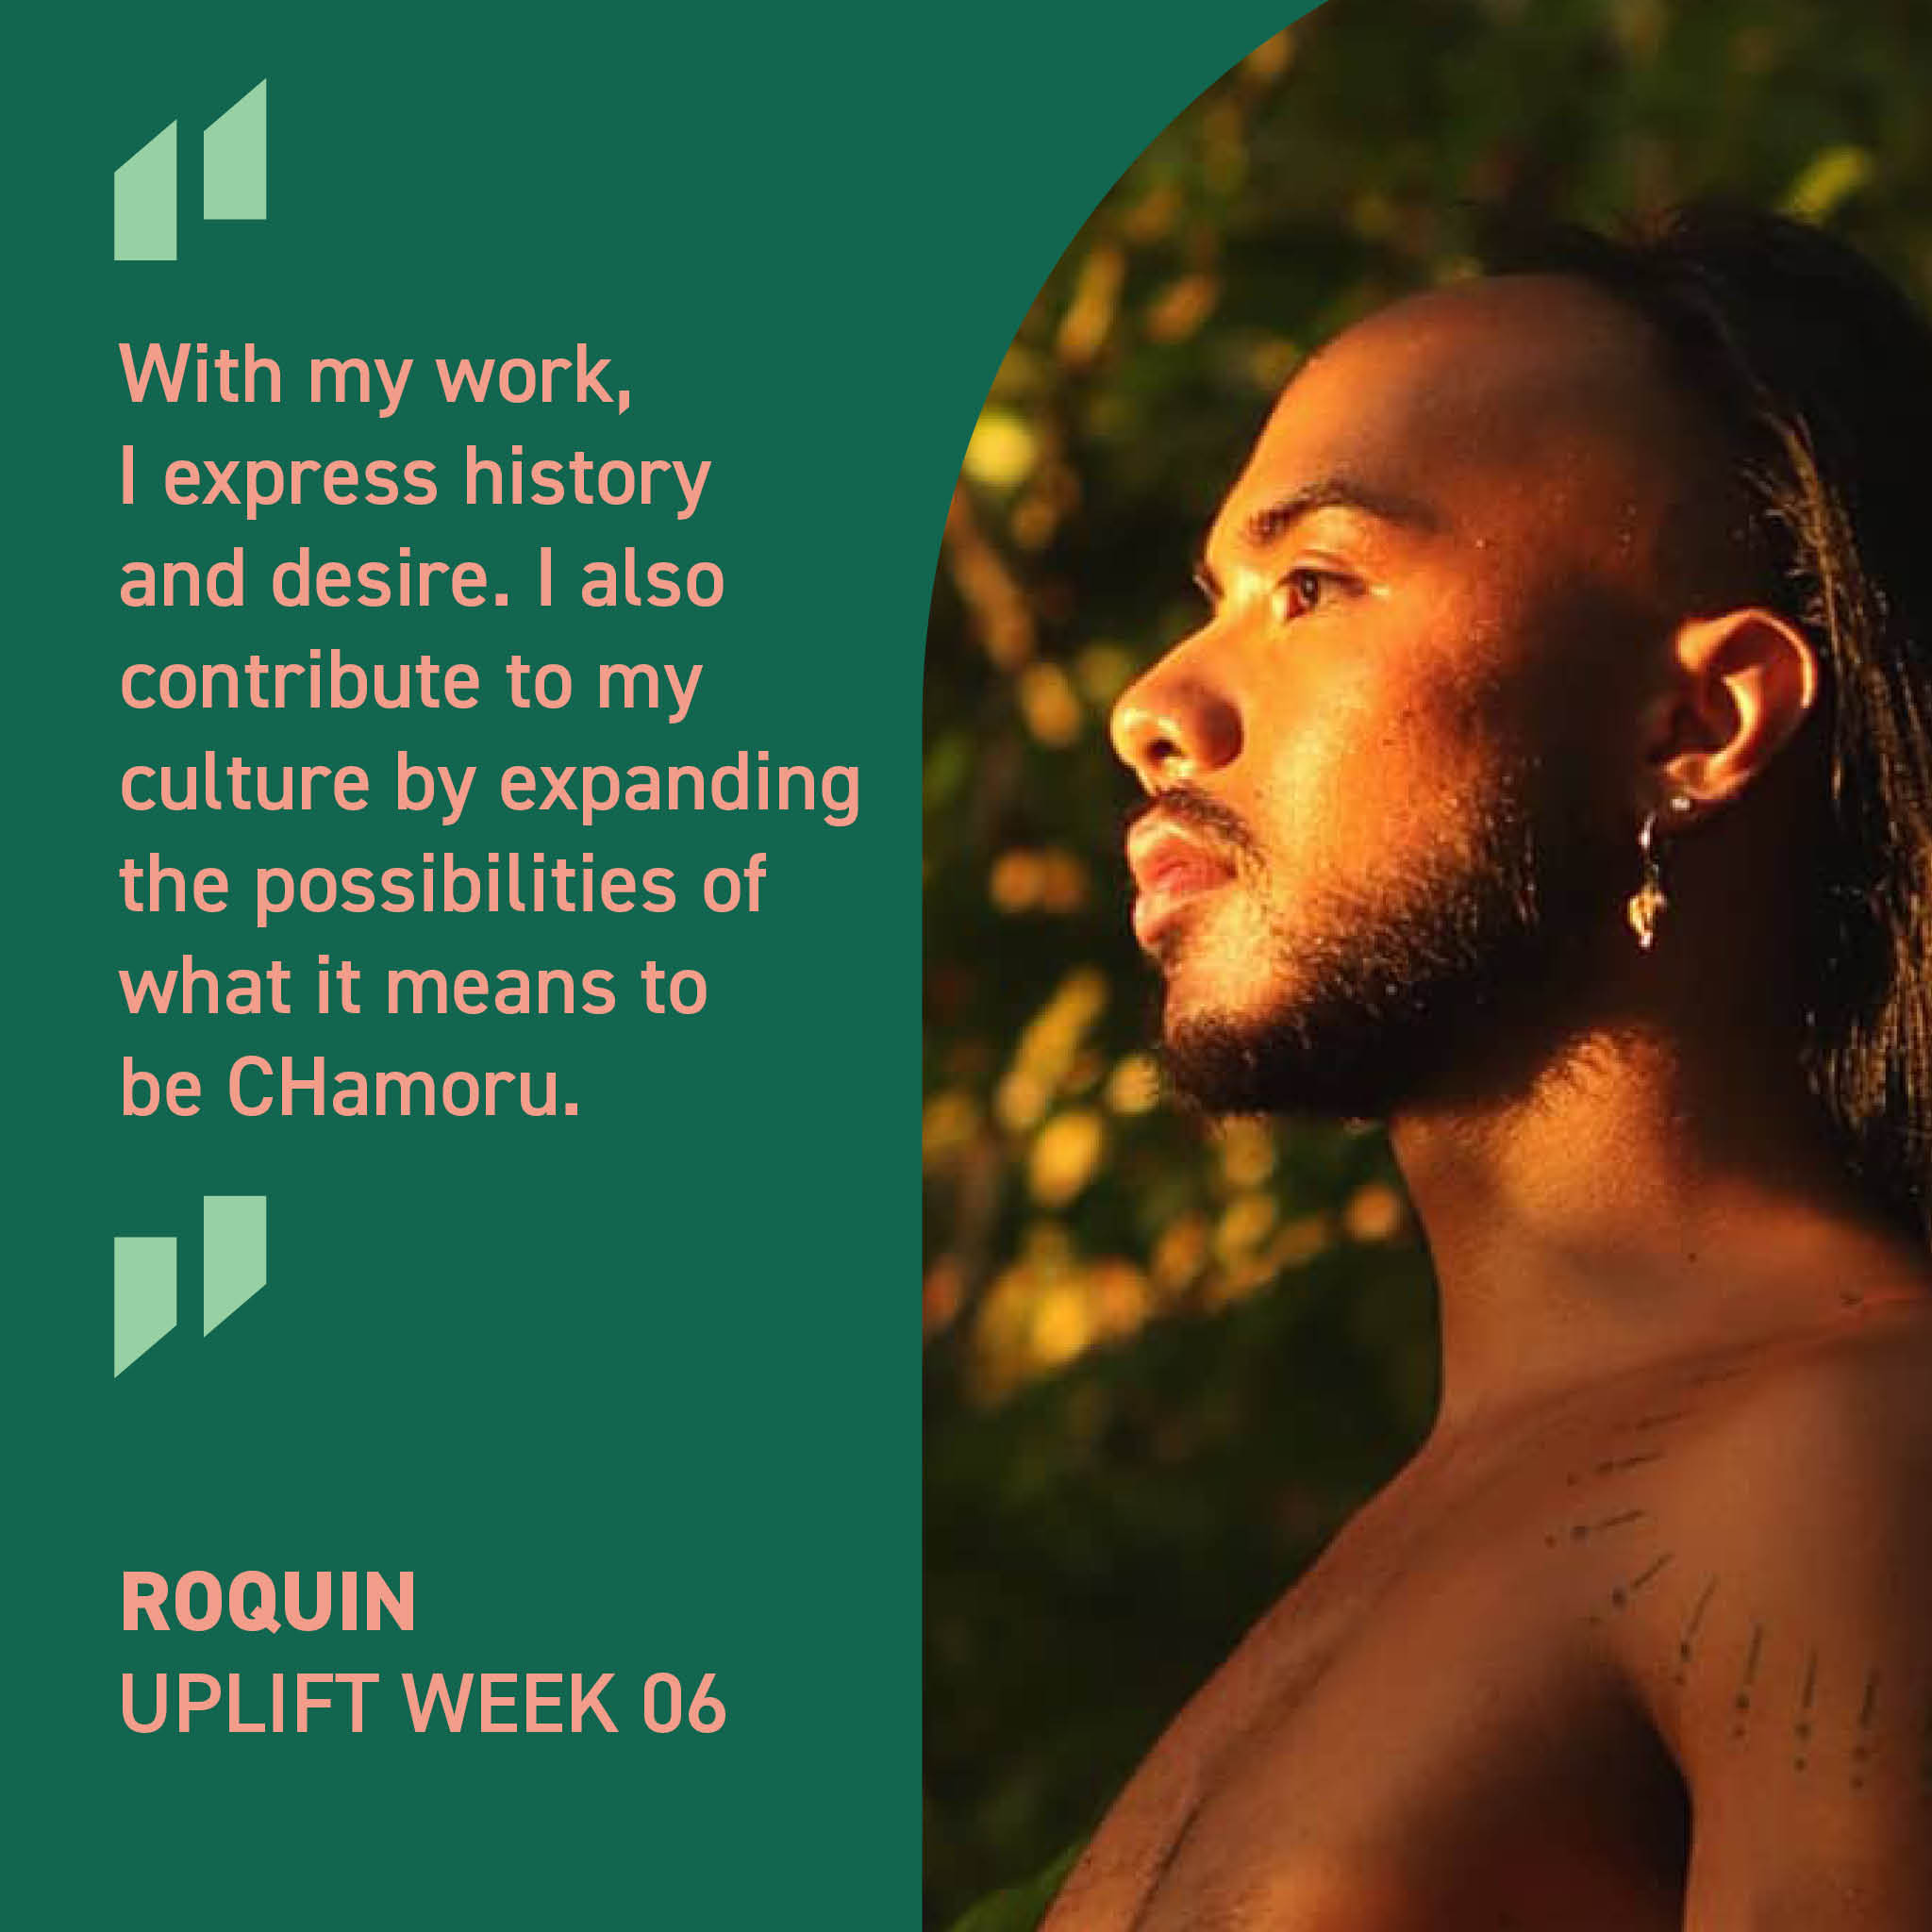 With my work,
I express history
and desire. I also
contribute to my
culture by expanding
the possibilities of
what it means to
be CHamoru.
ROQUIN
UPLIFT WEEK 06